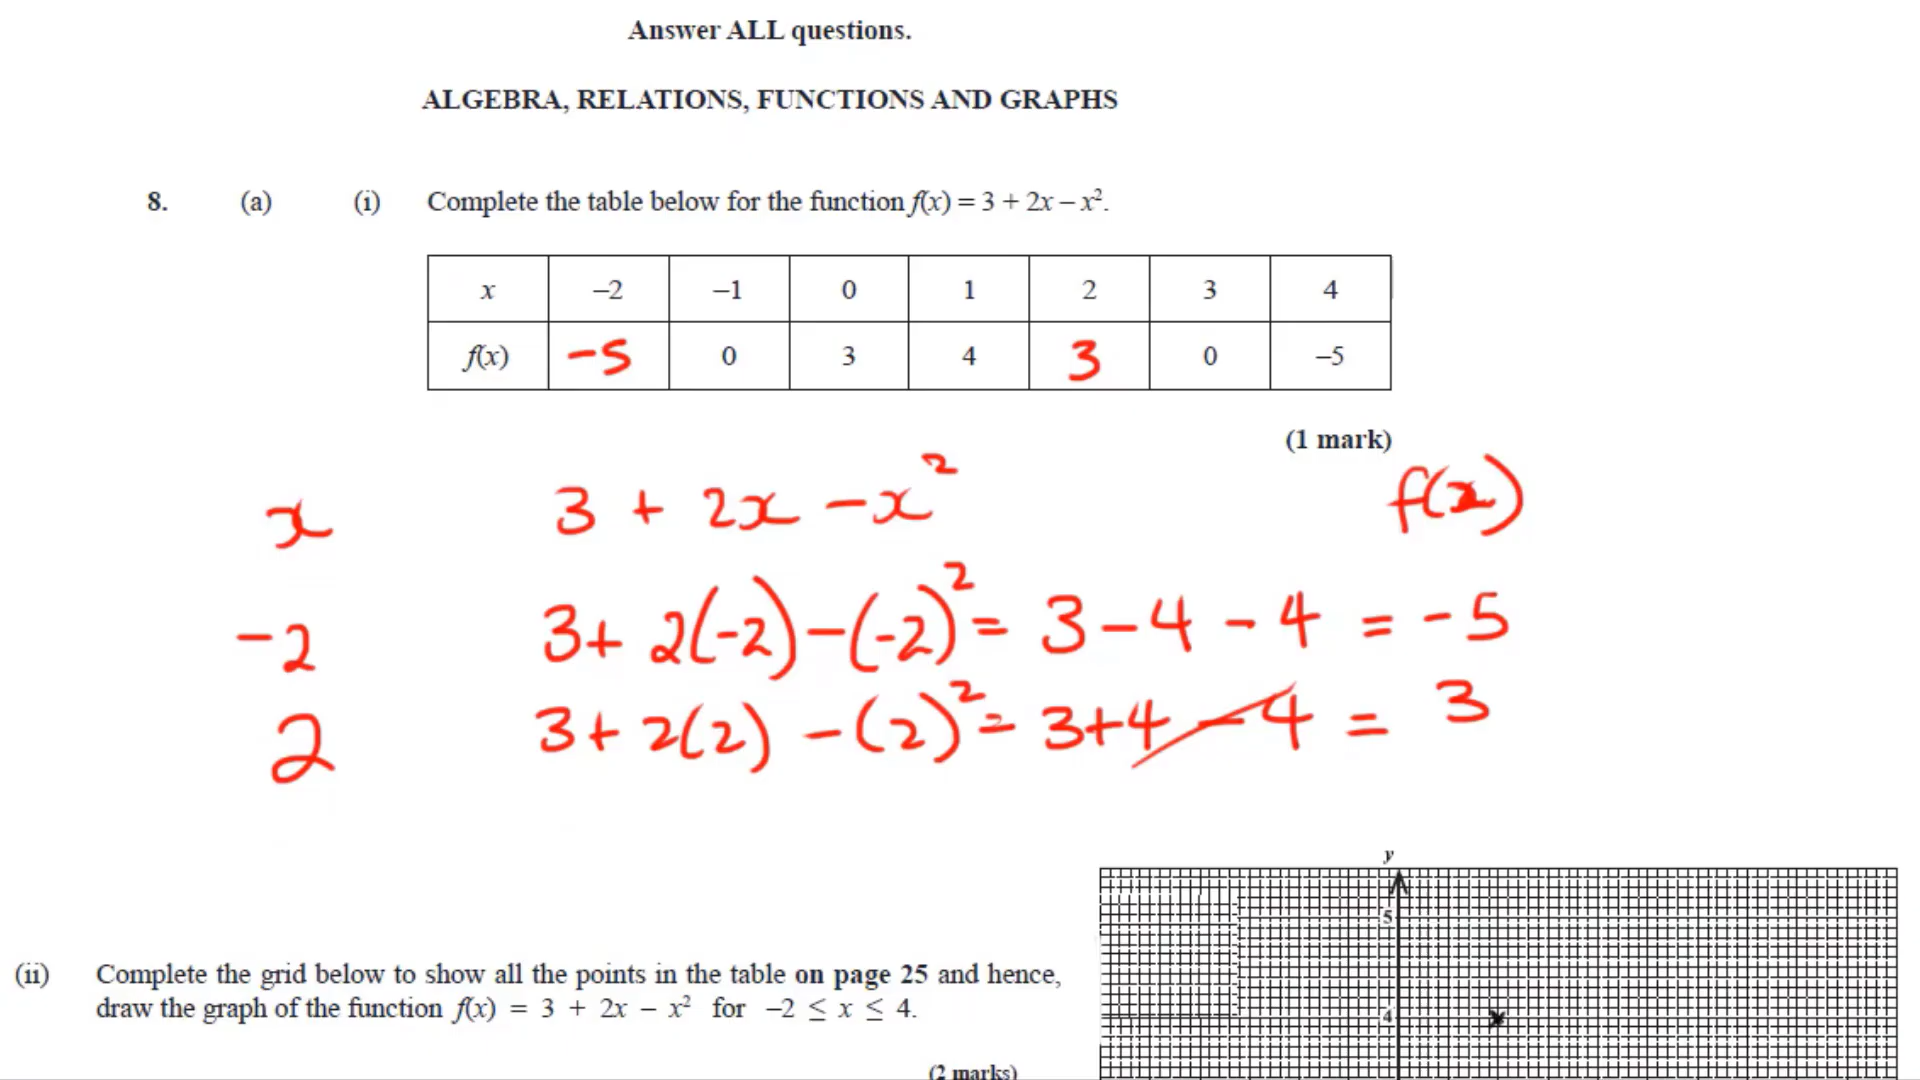 Answer ALL questions.
ALGEBRA, RELATIONS, FUNCTIONS AND GRAPHS
8. (a) (i) Complete the table below for the function f(x) = 3 + 2x – x².
x –2 –1 0 1 2 3 4
f(x) -5 0 3 4 3 0 –5
(1 mark)
x 3 + 2x - x² f(x)
-2 3 + 2(-2) - (-2)² = 3 - 4 - 4 = -5
2 3 + 2(2) - (2)² = 3 + 4 - 4 = 3
y
5
(ii) Complete the grid below to show all the points in the table on page 25 and hence,
draw the graph of the function f(x) = 3 + 2x – x² for –2 ≤ x ≤ 4.
4
(2 marks)